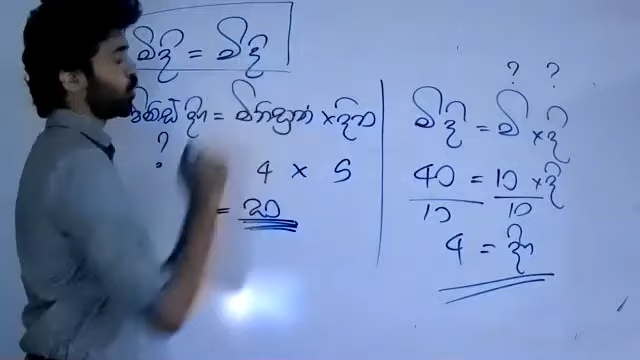 මිදි = මි දි
දින = මිනිසුන් × දින
?
4 × 5
= 20
? ?
මිදි = මි × දි
40 = 10 × දි
10 10
4 = දින